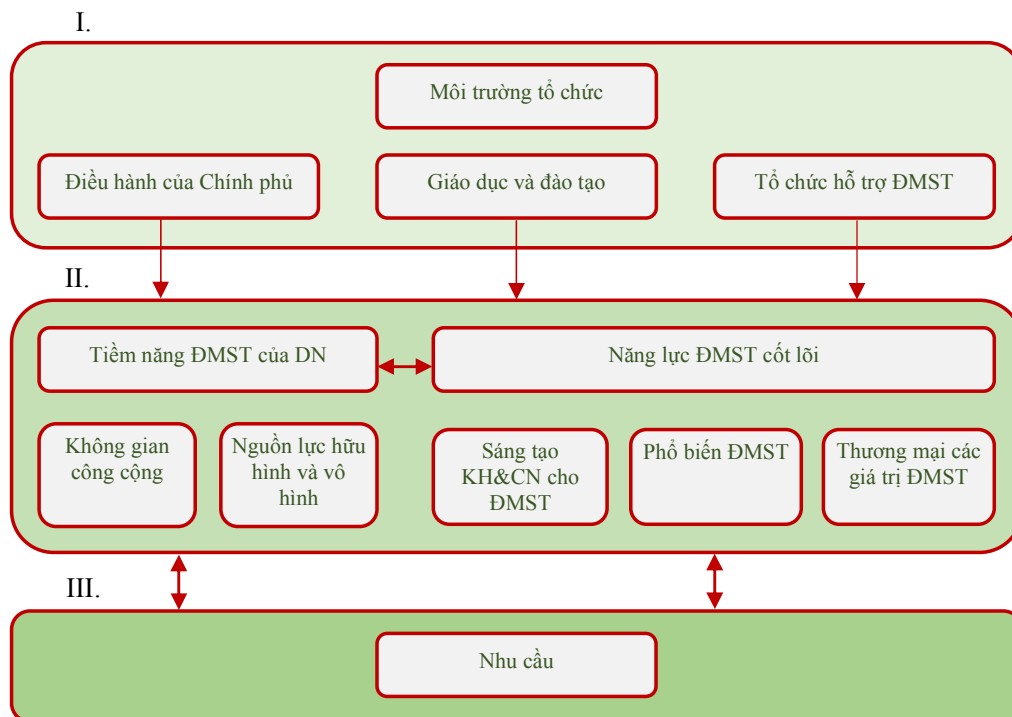 I.
Môi trường tổ chức
Điều hành của Chính phủ
Giáo dục và đào tạo
Tổ chức hỗ trợ ĐMST
II.
Tiềm năng ĐMST của DN
Năng lực ĐMST cốt lõi
Không gian
công cộng
Nguồn lực hữu
hình và vô
hình
Sáng tạo
KH&CN cho
ĐMST
Phổ biến ĐMST
Thương mại các
giá trị ĐMST
III.
Nhu cầu